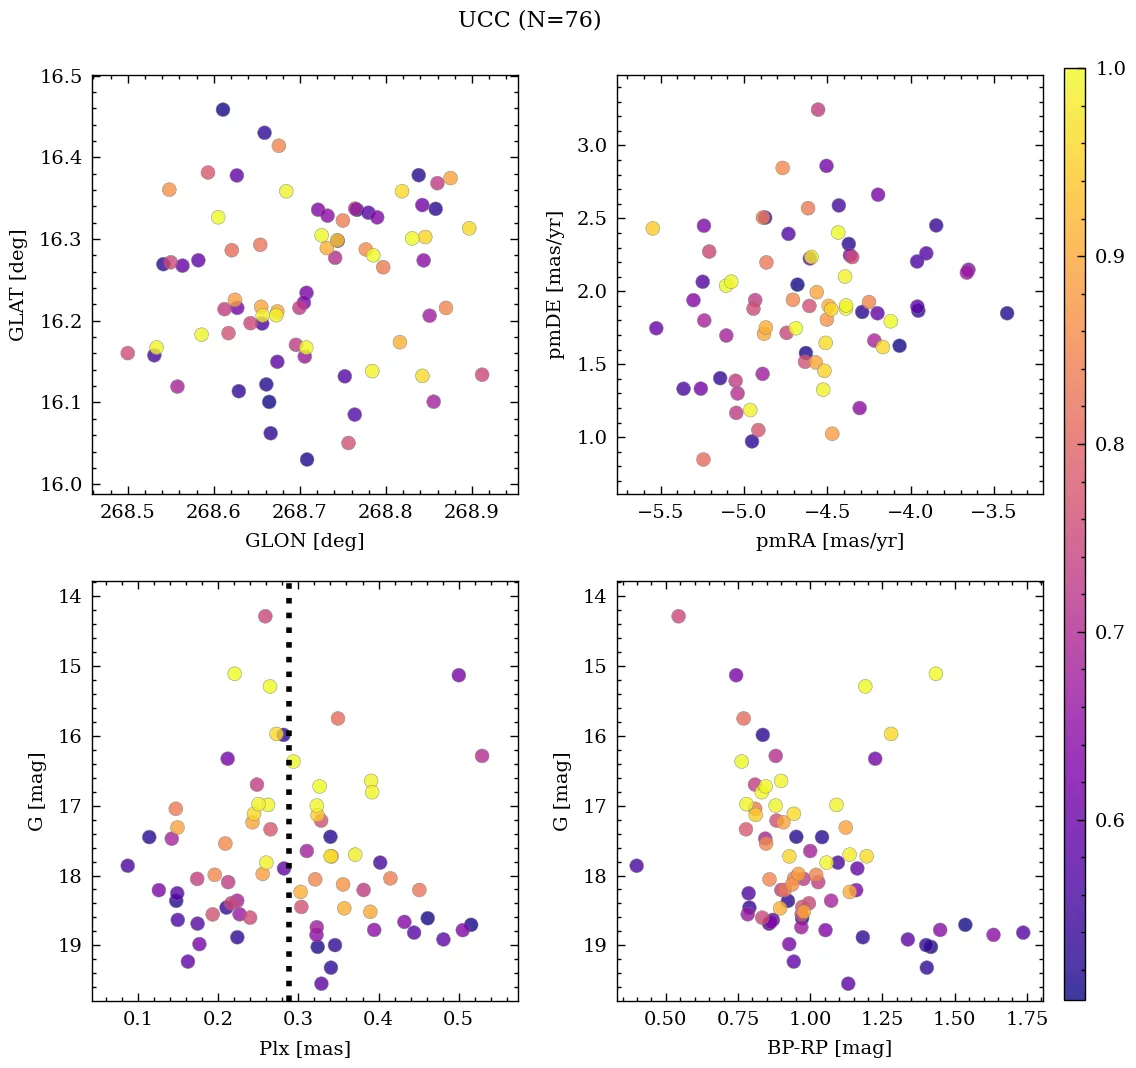 UCC (N=76)
16.5
16.4
16.3
16.2
16.1
16.0
GLAT [deg]
268.5 268.6 268.7 268.8 268.9
GLON [deg]
3.0
2.5
2.0
1.5
1.0
pmDE [mas/yr]
−5.5 −5.0 −4.5 −4.0 −3.5
pmRA [mas/yr]
14
15
16
17
18
19
G [mag]
0.1 0.2 0.3 0.4 0.5
Plx [mas]
14
15
16
17
18
19
G [mag]
0.50 0.75 1.00 1.25 1.50 1.75
BP-RP [mag]
1.0
0.9
0.8
0.7
0.6